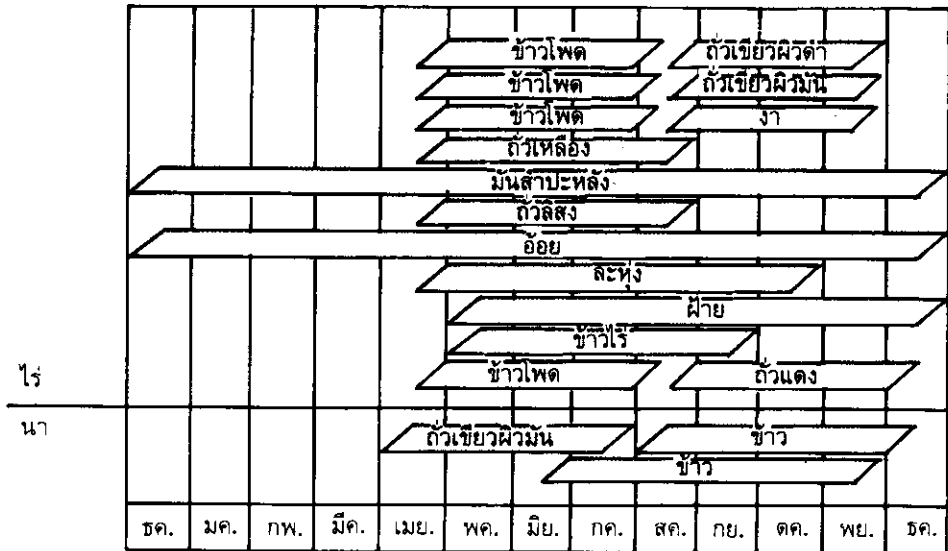 ข้าวโพด ถั่วเขียวผิวดำ
ข้าวโพด ถั่วเขียวผิวมัน
ข้าวโพด งา
ถั่วเหลือง
มันสำปะหลัง
ถั่วลิสง
อ้อย
ละหุ่ง
ฝ้าย
ข้าวไร่
ไร่ ข้าวโพด ถั่วแดง
นา ถั่วเขียวผิวมัน ข้าว
ข้าว
ธค. มค. กพ. มีค. เมย. พค. มิย. กค. สค. กย. ตค. พย. ธค.